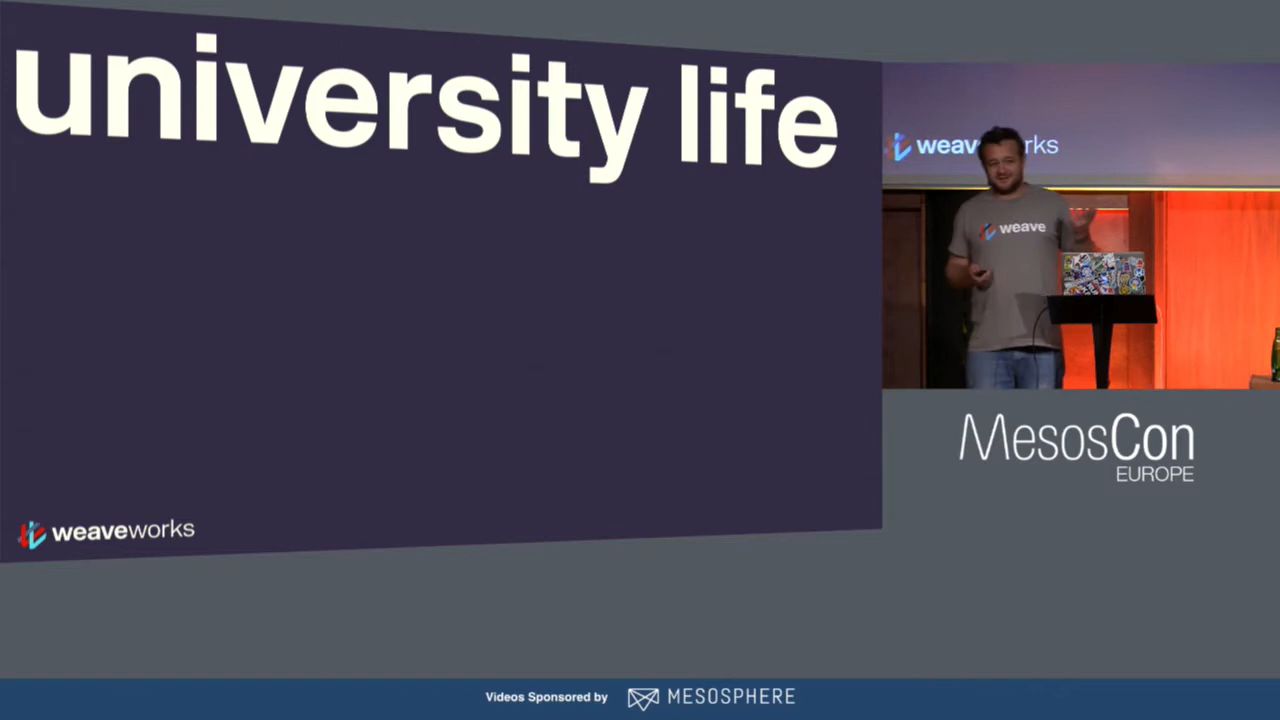 university life
weaveworks
weaveworks
weave
MesosCon
EUROPE
Videos Sponsored by MESOSPHERE